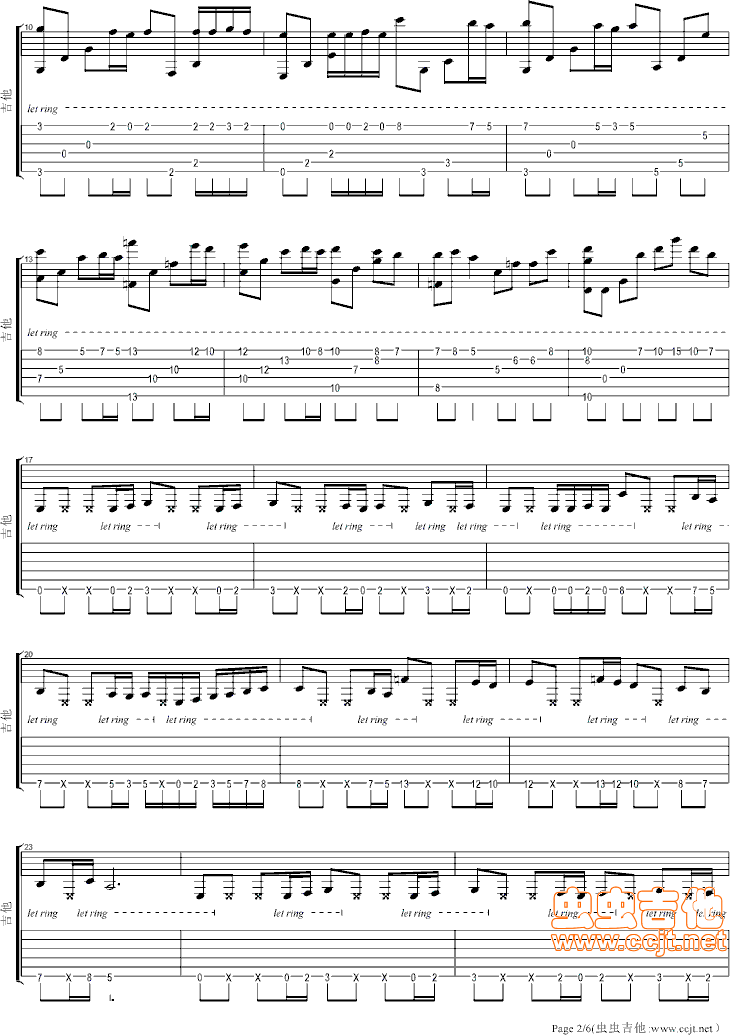 10
吉他
let ring
3 2 0 2 2 2 3 2 0 0 0 2 0 8 7 5 7 5 3 5
5
0 0 2 2 3 0 0 5
3 2 0 2 3 3 5
13
吉他
let ring
8 5 7 5 13 12 10 12 10 8 8 7 7 8 5 8 10 7 10 15 10 7
13 8 6 6 8
5 10 12 7 5 0
7 10 10 0
13 10 8 10
17
吉他
let ring let ring let ring let ring let ring let ring let ring let ring let ring
0 X X 0 2 3 X X 0 2 3 X X 2 0 2 X 3 X 2 0 X 0 0 2 0 8 X X 7 5
20
吉他
let ring let ring let ring let ring let ring let ring let ring
7 X X 5 3 5 X 0 2 3 5 7 8 8 X X 7 5 13 X X 12 10 12 X X 13 12 10 X 8 7
23
吉他
let ring let ring let ring let ring let ring let ring let ring
7 X 8 5 0 X X 0 2 3 X X 0 2 3 X X 2 0 2 X 3 X 2
虫虫吉他
www.ccjt.net
Page 2/6(虫虫吉他:www.ccjt.net)